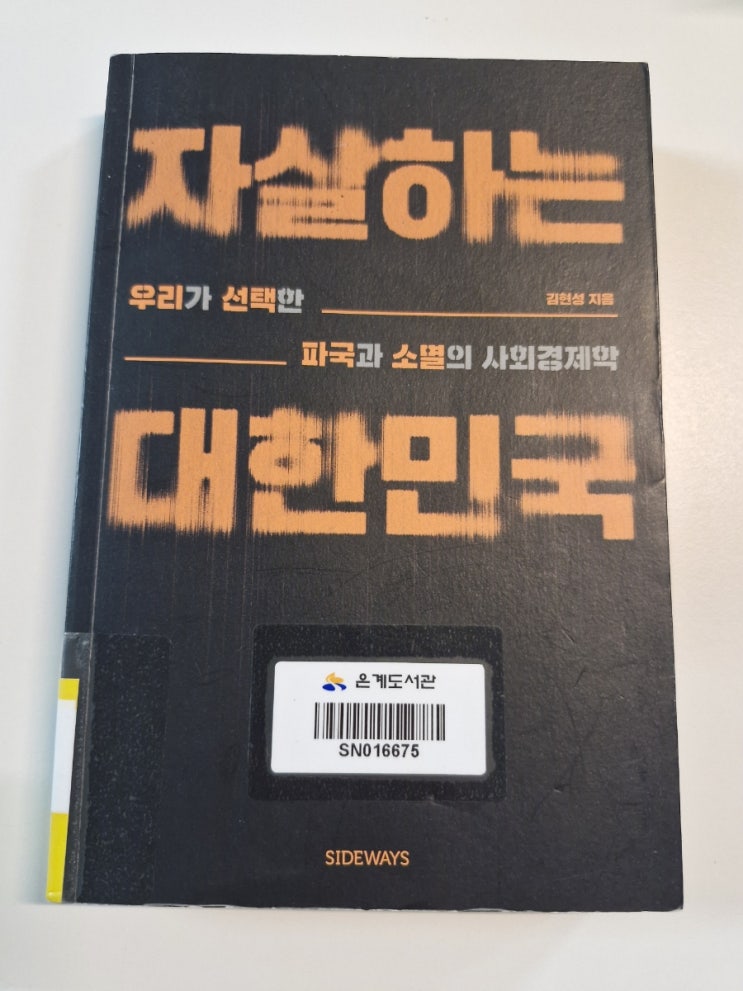 자살하는
우리가 선택한
김현성 지음
파국과 소멸의 사회경제학
대한민국
은계도서관
SN016675
SIDEWAYS